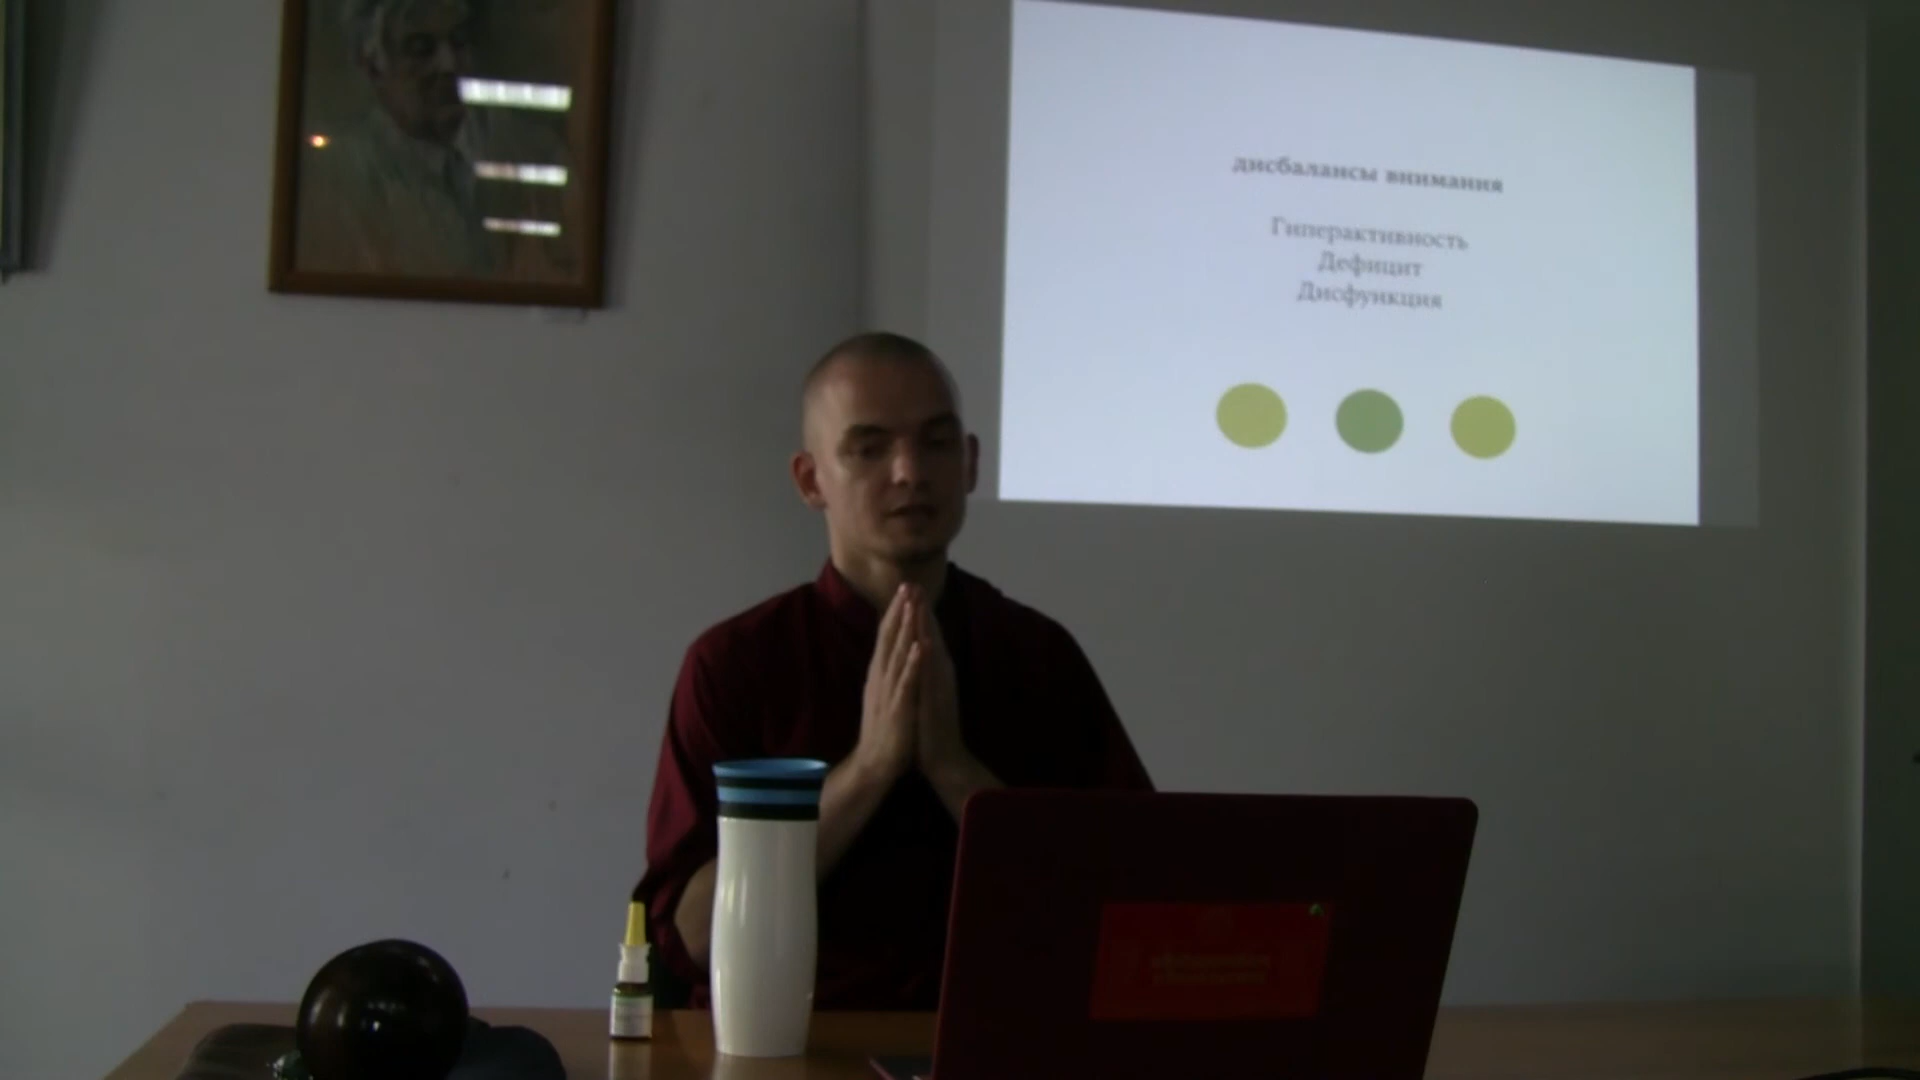 дисбалансы внимания
Гиперактивность
Дефицит
Дисфункция